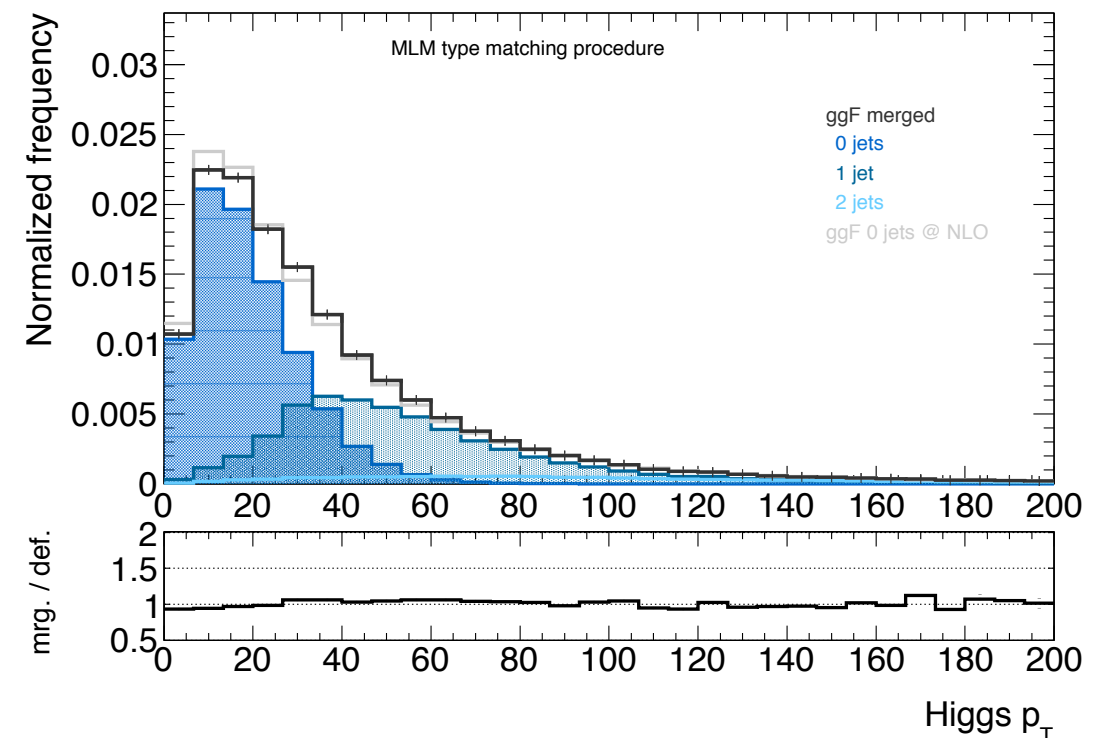 MLM type matching procedure
Normalized frequency
0.03
0.025
0.02
0.015
0.01
0.005
0
ggF merged
0 jets
1 jet
2 jets
ggF 0 jets @ NLO
0 20 40 60 80 100 120 140 160 180 200
mrg. / def.
2
1.5
1
0.5
0 20 40 60 80 100 120 140 160 180 200
Higgs p_T